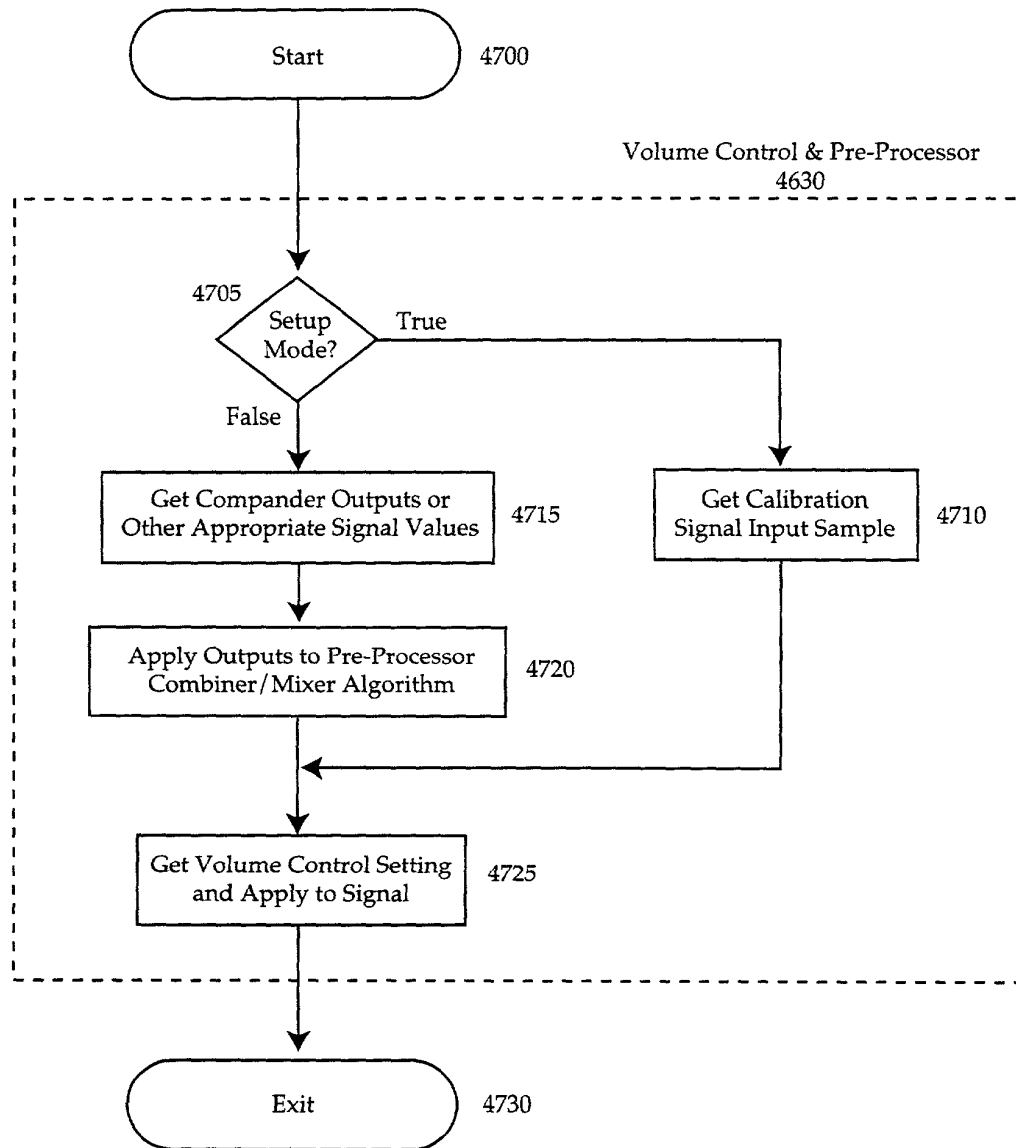 Start
4700
Volume Control & Pre-Processor
4630
4705
Setup
Mode?
True
False
Get Compander Outputs or
Other Appropriate Signal Values
4715
Get Calibration
Signal Input Sample
4710
Apply Outputs to Pre-Processor
Combiner/Mixer Algorithm
4720
Get Volume Control Setting
and Apply to Signal
4725
Exit
4730